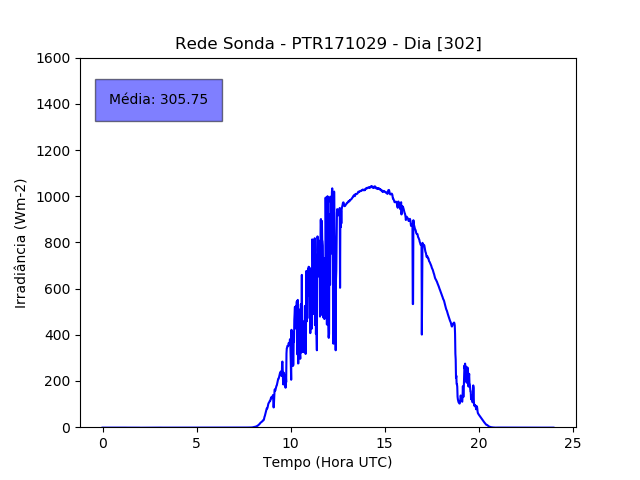 Rede Sonda - PTR171029 - Dia [302]
1600
1400
1200
1000
800
600
400
200
0
Irradiância (Wm-2)
Média: 305.75
0 5 10 15 20 25
Tempo (Hora UTC)